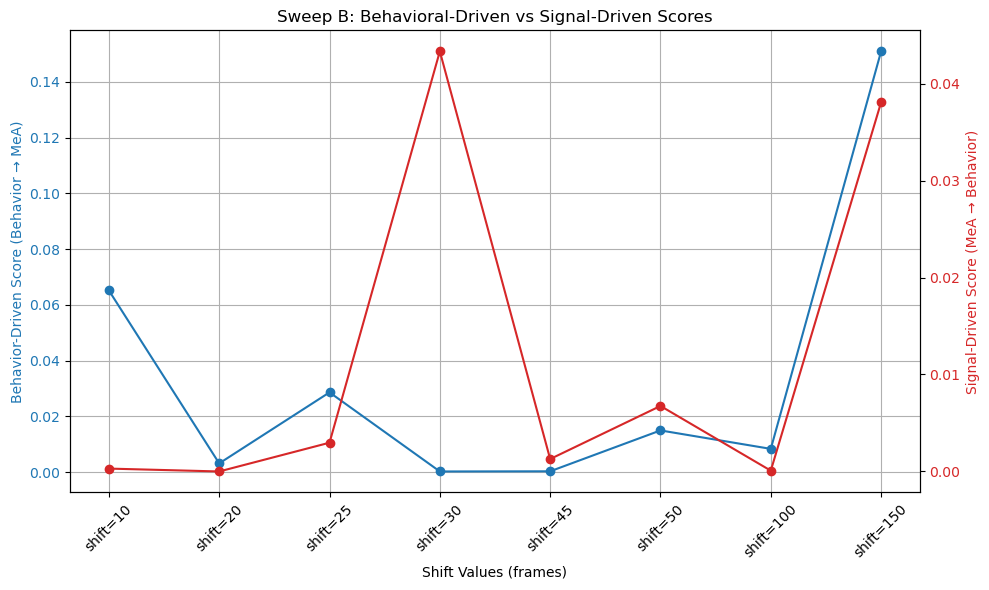 Sweep B: Behavioral-Driven vs Signal-Driven Scores
Behavior-Driven Score (Behavior → MeA)
0.14
0.12
0.10
0.08
0.06
0.04
0.02
0.00
0.04
0.03
0.02
0.01
0.00
Signal-Driven Score (MeA → Behavior)
shift=10
shift=20
shift=25
shift=30
shift=45
shift=50
shift=100
shift=150
Shift Values (frames)